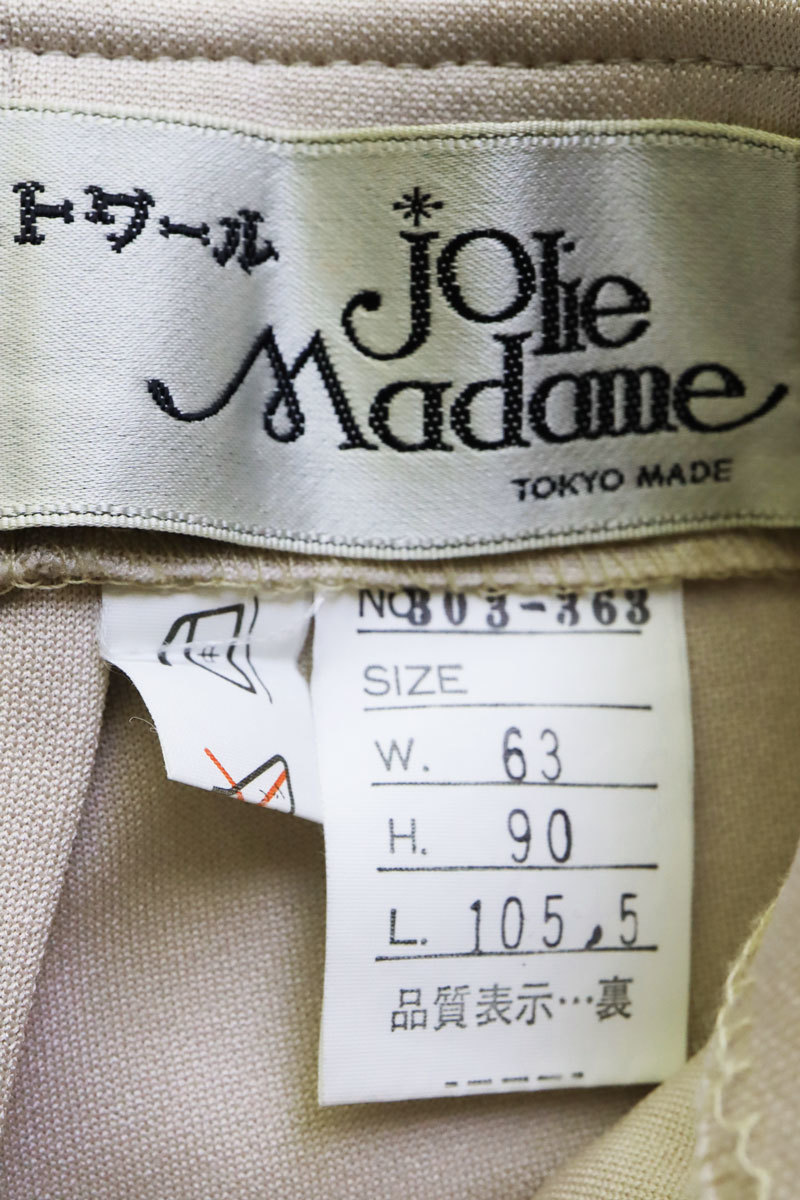 トワール
Jolie
Madame
TOKYO MADE
NO 303-363
SIZE
W. 63
H. 90
L. 105.5
品質表示…裏